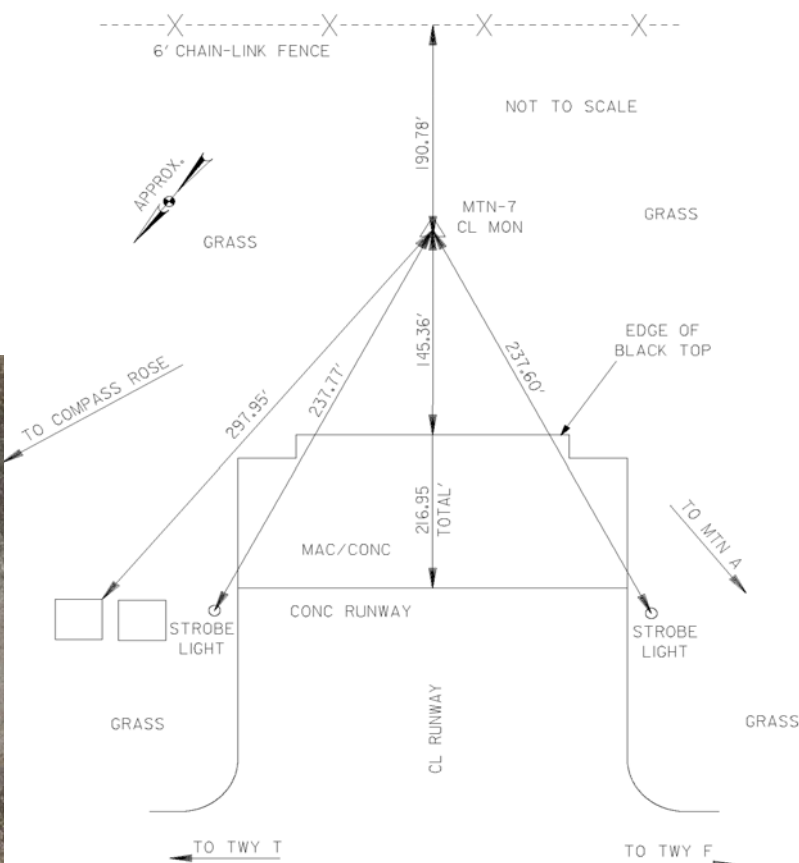 6' CHAIN-LINK FENCE
NOT TO SCALE
190.78'
APPROX.
MTN-7
CL MON
GRASS
GRASS
145.36'
EDGE OF
BLACK TOP
TO COMPASS ROSE
297.95'
237.77'
237.60'
216.95
TOTAL'
TO MTN A
MAC/CONC
CONC RUNWAY
STROBE
LIGHT
STROBE
LIGHT
CL RUNWAY
GRASS
GRASS
TO TWY T
TO TWY F